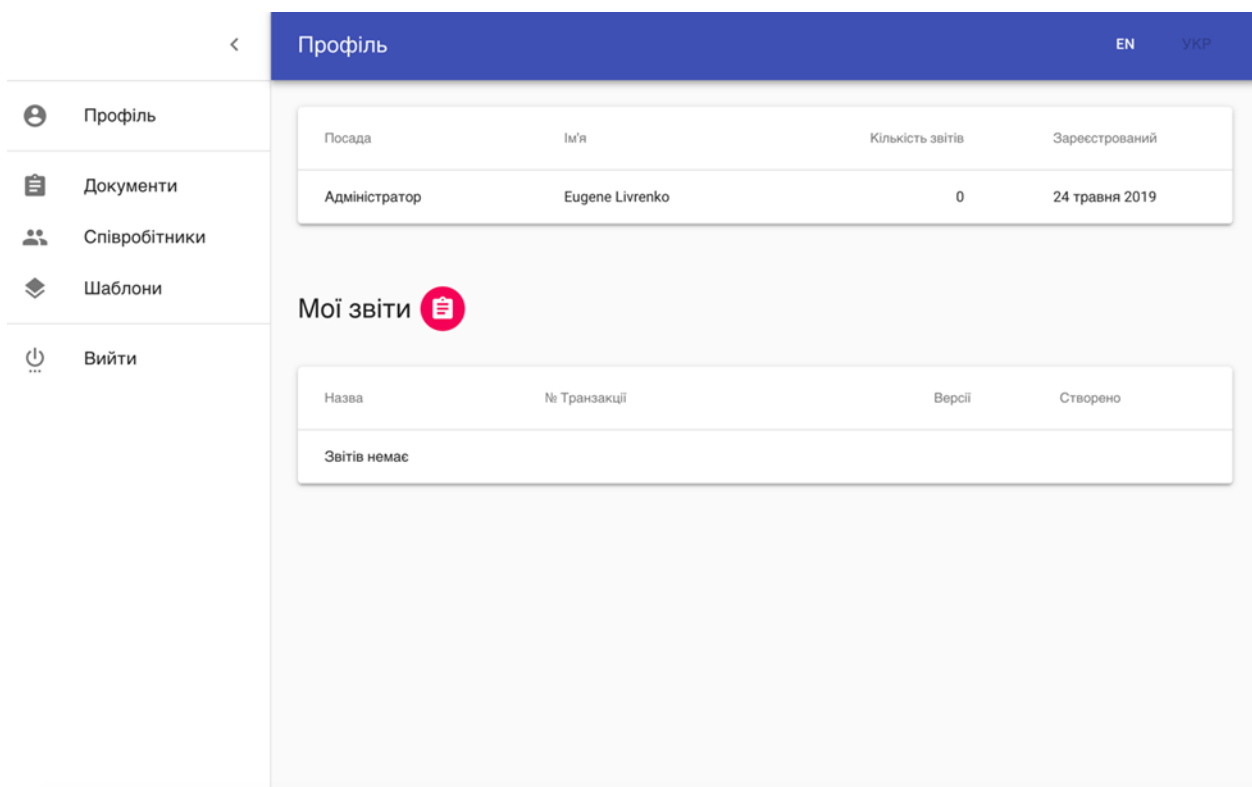 Профіль
EN
УКР
Профіль
Документи
Співробітники
Шаблони
Вийти
Посада Ім'я Кількість звітів Зареєстрований
Адміністратор Eugene Livrenko 0 24 травня 2019
Мої звіти
Назва № Транзакції Версії Створено
Звітів немає